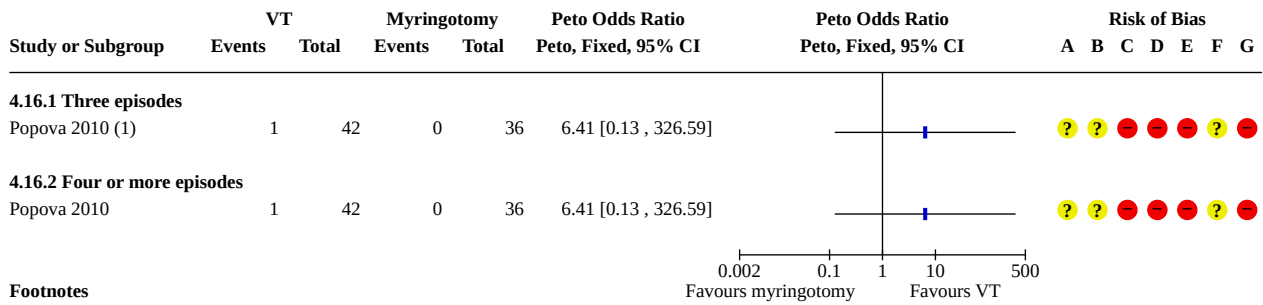 VT Myringotomy Peto Odds Ratio Peto Odds Ratio Risk of Bias
Study or Subgroup Events Total Events Total Peto, Fixed, 95% CI Peto, Fixed, 95% CI A B C D E F G
4.16.1 Three episodes
Popova 2010 (1) 1 42 0 36 6.41 [0.13 , 326.59] ? ? − − − ? −
4.16.2 Four or more episodes
Popova 2010 1 42 0 36 6.41 [0.13 , 326.59] ? ? − − − ? −
0.002 0.1 1 10 500
Favours myringotomy Favours VT
Footnotes